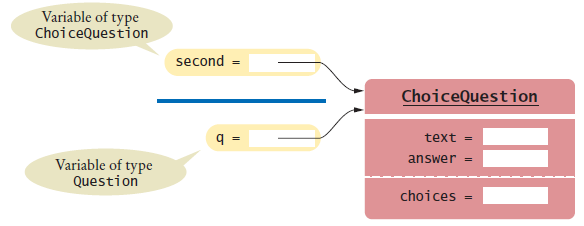 Variable of type
ChoiceQuestion
second =
ChoiceQuestion
text =
answer =
choices =
q =
Variable of type
Question